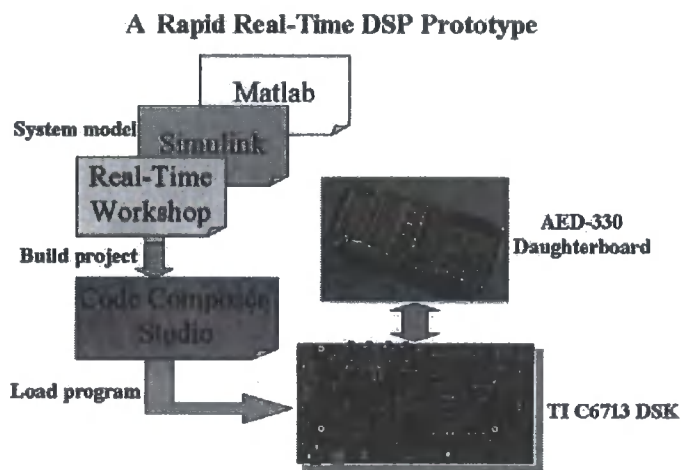 A Rapid Real-Time DSP Prototype
Matlab
System model
Simulink
Real-Time
Workshop
Build project
Code Composer
Studio
Load program
AED-330
Daughterboard
TI C6713 DSK